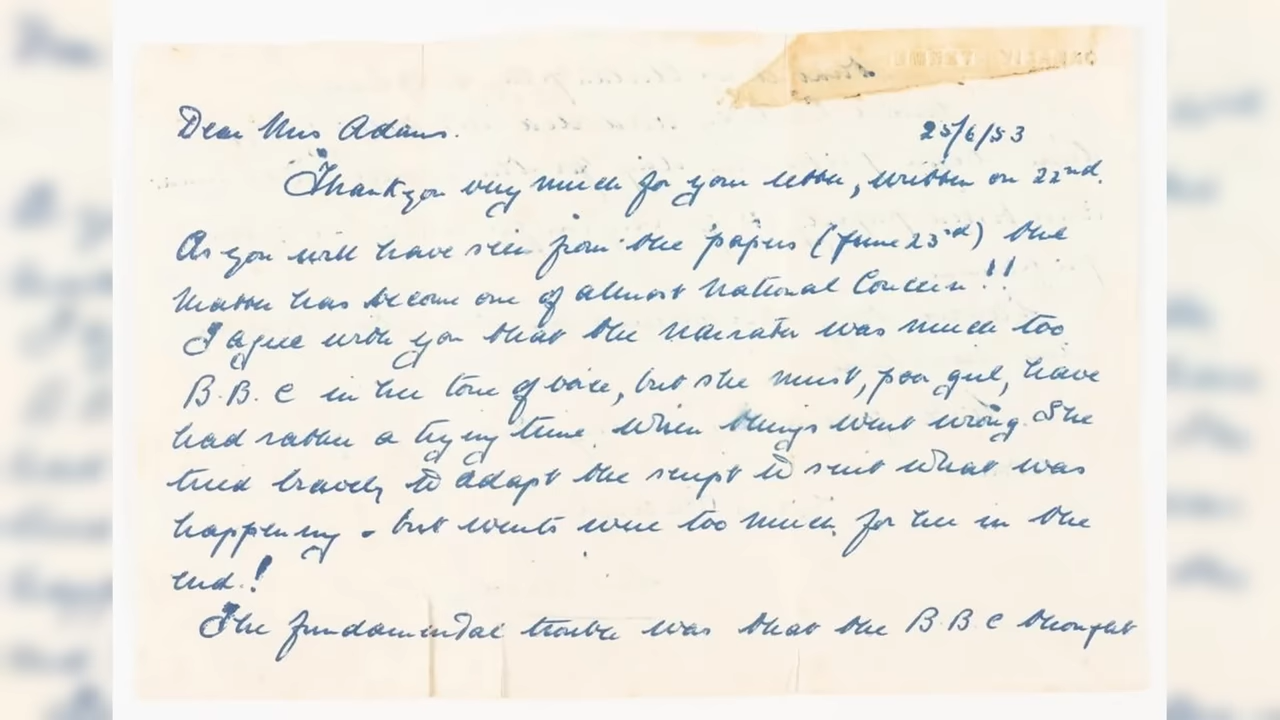 Dear Mrs Adams.
25/6/53
Thank you very much for your letter, written on 22nd.
As you will have seen from the papers (June 23rd) the
matter has become one of almost National Concern!!
I agree with you that the narrator was much too
B.B.C in her tone of voice, but she must, poor girl, have
had rather a trying time when things went wrong. She
tried bravely to adapt the script to suit what was
happening - but events were too much for her in the
end!
The fundamental trouble was that the B B C thought